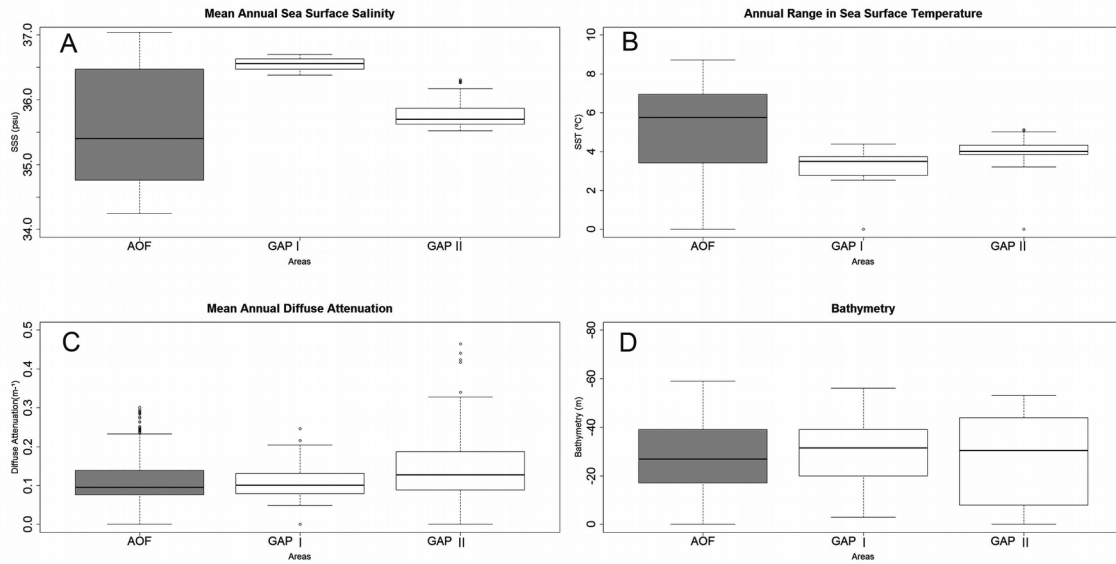 Mean Annual Sea Surface Salinity
A
SSS (psu)
37.0
36.0
35.0
34.0
AOF
GAP I
GAP II
Areas
Annual Range in Sea Surface Temperature
B
SST (ºC)
10
8
6
4
2
0
AOF
GAP I
GAP II
Areas
Mean Annual Diffuse Attenuation
C
Diffuse Attenuation(m⁻¹)
0.5
0.4
0.3
0.2
0.1
0.0
AOF
GAP I
GAP II
Areas
Bathymetry
D
Bathymetry (m)
-80
-60
-40
-20
0
AOF
GAP I
GAP II
Areas